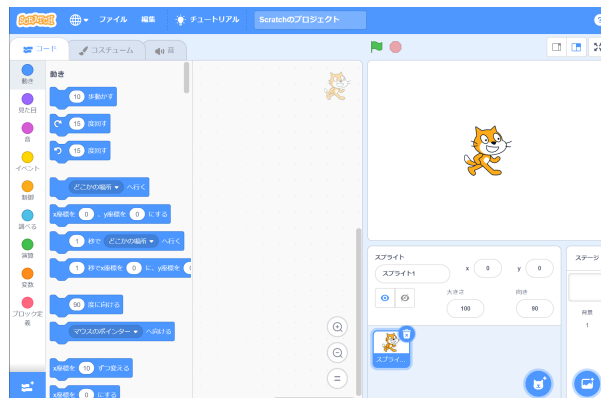 SCRATCH ファイル 編集 チュートリアル Scratchのプロジェクト ?
コード コスチューム 音
動き
見た目
音
イベント
制御
調べる
演算
変数
ブロック定
義
動き
10 歩動かす
15 度回す
15 度回す
どこかの場所 へ行く
x座標を 0 、y座標を 0 にする
1 秒で どこかの場所 へ行く
1 秒でx座標を 0 に、y座標を
90 度に向ける
マウスのポインター へ向ける
x座標を 10 ずつ変える
x座標を 0 にする
スプライト
スプライト1 x 0 y 0
大きさ 向き
100 90
スプライ...
ステージ
背景
1